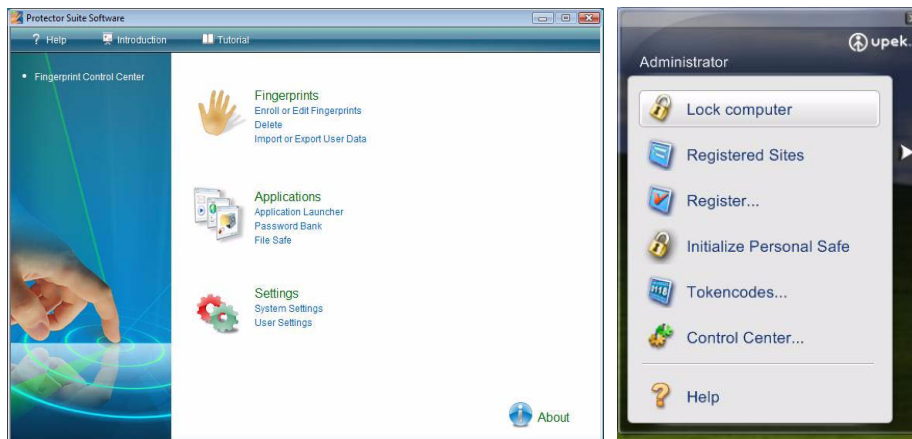 Protector Suite Software
? Help
Introduction
Tutorial
Fingerprint Control Center
Fingerprints
Enroll or Edit Fingerprints
Delete
Import or Export User Data
Applications
Application Launcher
Password Bank
File Safe
Settings
System Settings
User Settings
About
upek.
Administrator
Lock computer
Registered Sites
Register...
Initialize Personal Safe
Tokencodes...
Control Center...
Help